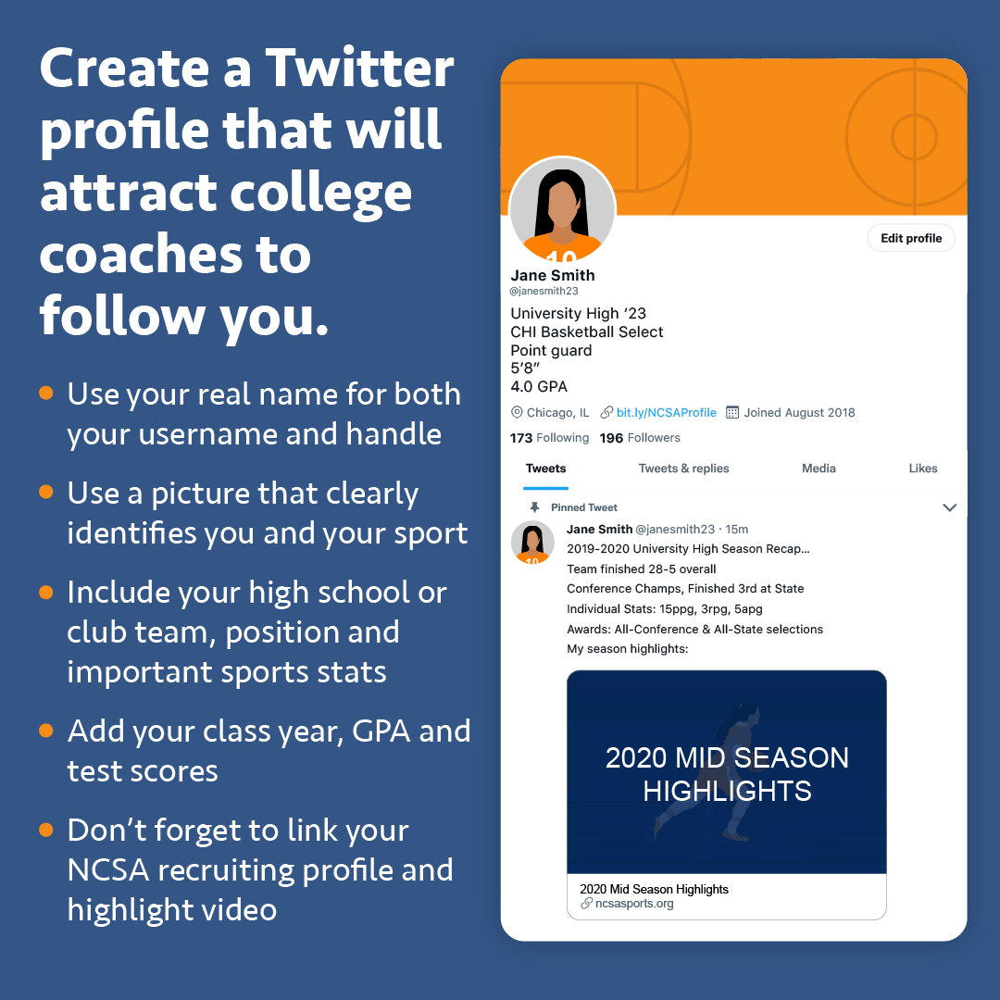 Create a Twitter
profile that will
attract college
coaches to
follow you.
Use your real name for both
your username and handle
Use a picture that clearly
identifies you and your sport
Include your high school or
club team, position and
important sports stats
Add your class year, GPA and
test scores
Don’t forget to link your
NCSA recruiting profile and
highlight video
10
Edit profile
Jane Smith
@janesmith23
University High ‘23
CHI Basketball Select
Point guard
5’8”
4.0 GPA
Chicago, IL bit.ly/NCSAProfile Joined August 2018
173 Following 196 Followers
Tweets Tweets & replies Media Likes
Pinned Tweet
10
Jane Smith @janesmith23 · 15m
2019-2020 University High Season Recap...
Team finished 28-5 overall
Conference Champs, Finished 3rd at State
Individual Stats: 15ppg, 3rpg, 5apg
Awards: All-Conference & All-State selections
My season highlights:
2020 MID SEASON
HIGHLIGHTS
2020 Mid Season Highlights
ncsasports.org